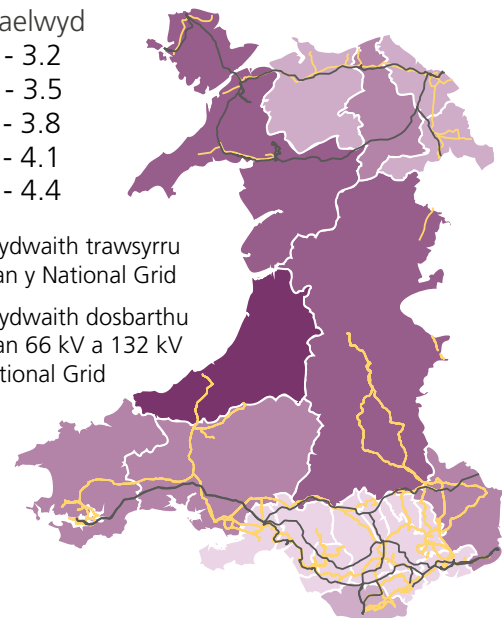 aelwyd
- 3.2
- 3.5
- 3.8
- 4.1
- 4.4
ydwaith trawsyrru
an y National Grid
ydwaith dosbarthu
an 66 kV a 132 kV
tional Grid